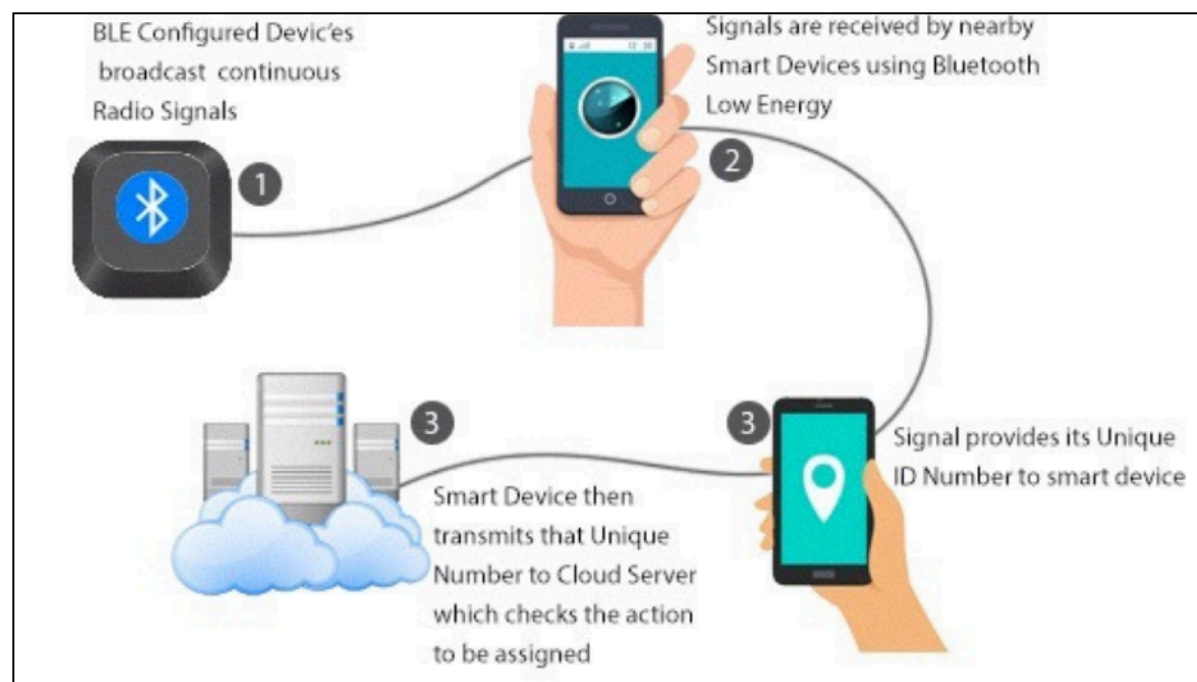 BLE Configured Devic'es
broadcast continuous
Radio Signals
1
Signals are received by nearby
Smart Devices using Bluetooth
Low Energy
2
3
Signal provides its Unique
ID Number to smart device
3
Smart Device then
transmits that Unique
Number to Cloud Server
which checks the action
to be assigned